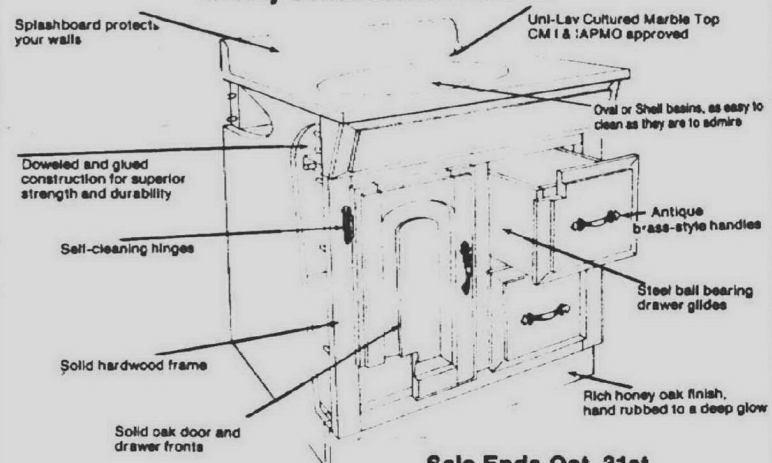 Splashboard protects
your walls
Uni-Lav Cultured Marble Top
CMI & IAPMO approved
Oval or Shell basins, as easy to
clean as they are to admire
Doweled and glued
construction for superior
strength and durability
Antique
brass-style handles
Self-cleaning hinges
Steel ball bearing
drawer glides
Solid hardwood frame
Rich honey oak finish,
hand rubbed to a deep glow
Solid oak door and
drawer fronts
Sale Ends Oct. 31st